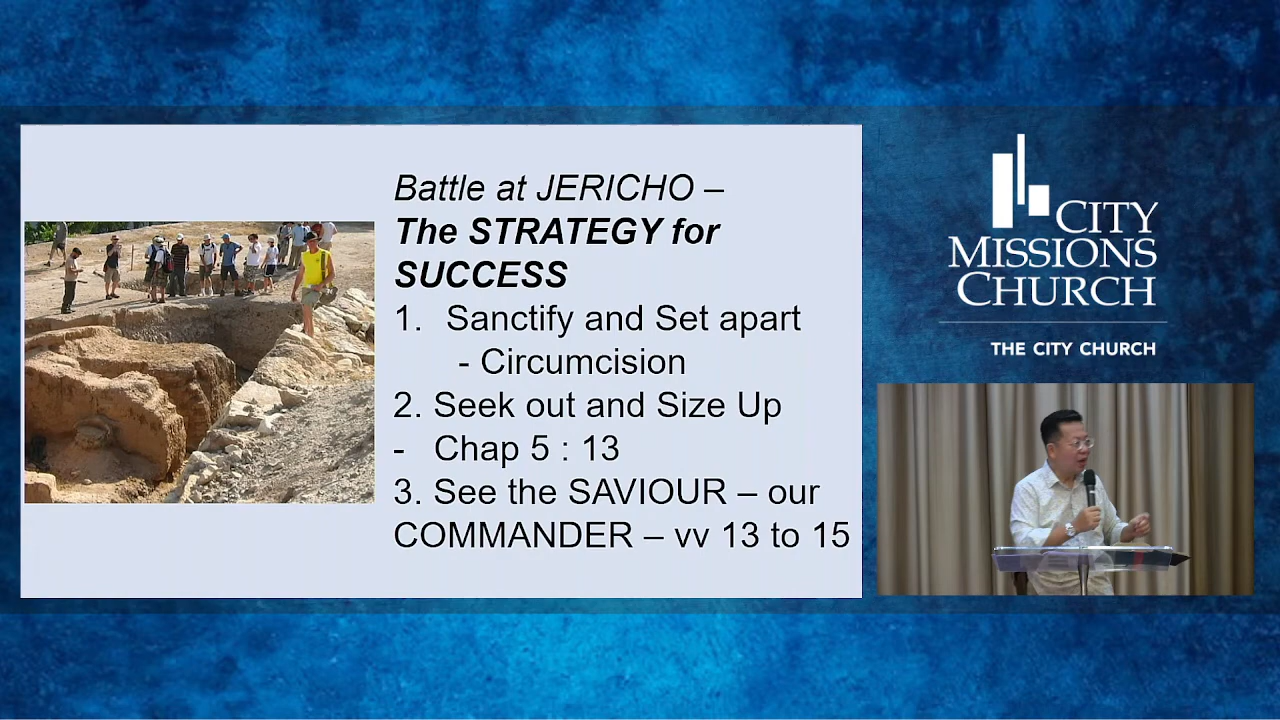 Battle at JERICHO –
The STRATEGY for
SUCCESS
1. Sanctify and Set apart
- Circumcision
2. Seek out and Size Up
- Chap 5 : 13
3. See the SAVIOUR – our
COMMANDER – vv 13 to 15
CITY
MISSIONS
CHURCH
THE CITY CHURCH